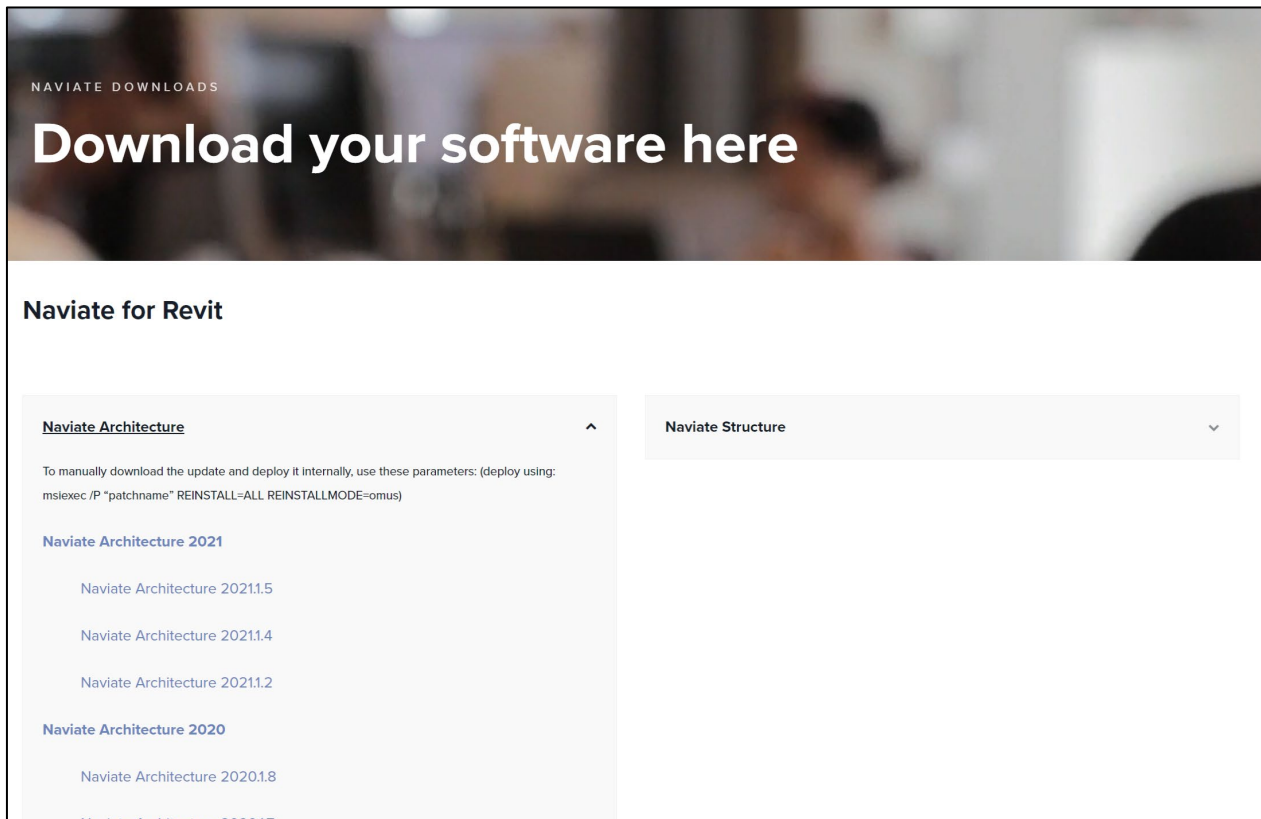 NAVIATE DOWNLOADS
Download your software here
Naviate for Revit
Naviate Architecture
To manually download the update and deploy it internally, use these parameters: (deploy using:
msiexec /P “patchname” REINSTALL=ALL REINSTALLMODE=omus)
Naviate Architecture 2021
Naviate Architecture 2021.1.5
Naviate Architecture 2021.1.4
Naviate Architecture 2021.1.2
Naviate Architecture 2020
Naviate Architecture 2020.1.8
Naviate Structure